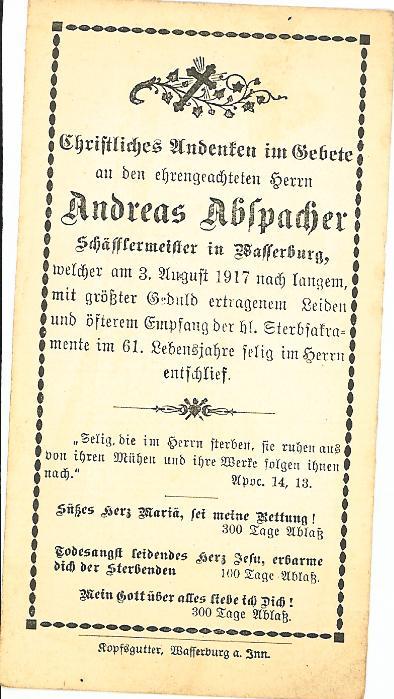 Christliches Andenken im Gebete
an den ehrengeachteten Herrn
Andreas Abspacher
Schäfflermeister in Wasserburg,
welcher am 3. August 1917 nach langem,
mit größter Geduld ertragenem Leiden
und öfterem Empfang der hl. Sterbsakra-
mente im 61. Lebensjahre selig im Herrn
entschlief.
„Selig, die im Herrn sterben, sie ruhen aus
von ihren Mühen und ihre Werke folgen ihnen
nach.“
Apoc. 14, 13.
Süßes Herz Mariä, sei meine Rettung!
300 Tage Ablaß
Todesangst leidendes Herz Jesu, erbarme
dich der Sterbenden 100 Tage Ablaß.
Mein Gott über alles liebe ich Dich!
300 Tage Ablaß.
Kopfsgutter, Wasserburg a. Inn.